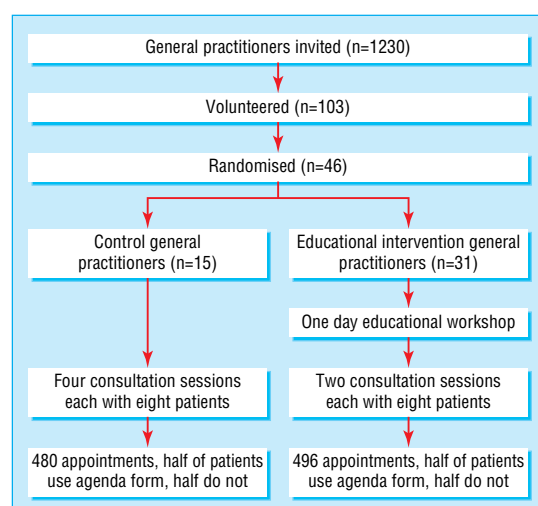 General practitioners invited (n=1230)
Volunteered (n=103)
Randomised (n=46)
Control general
practitioners (n=15)
Educational intervention general
practitioners (n=31)
One day educational workshop
Four consultation sessions
each with eight patients
Two consultation sessions
each with eight patients
480 appointments, half of patients
use agenda form, half do not
496 appointments, half of patients
use agenda form, half do not